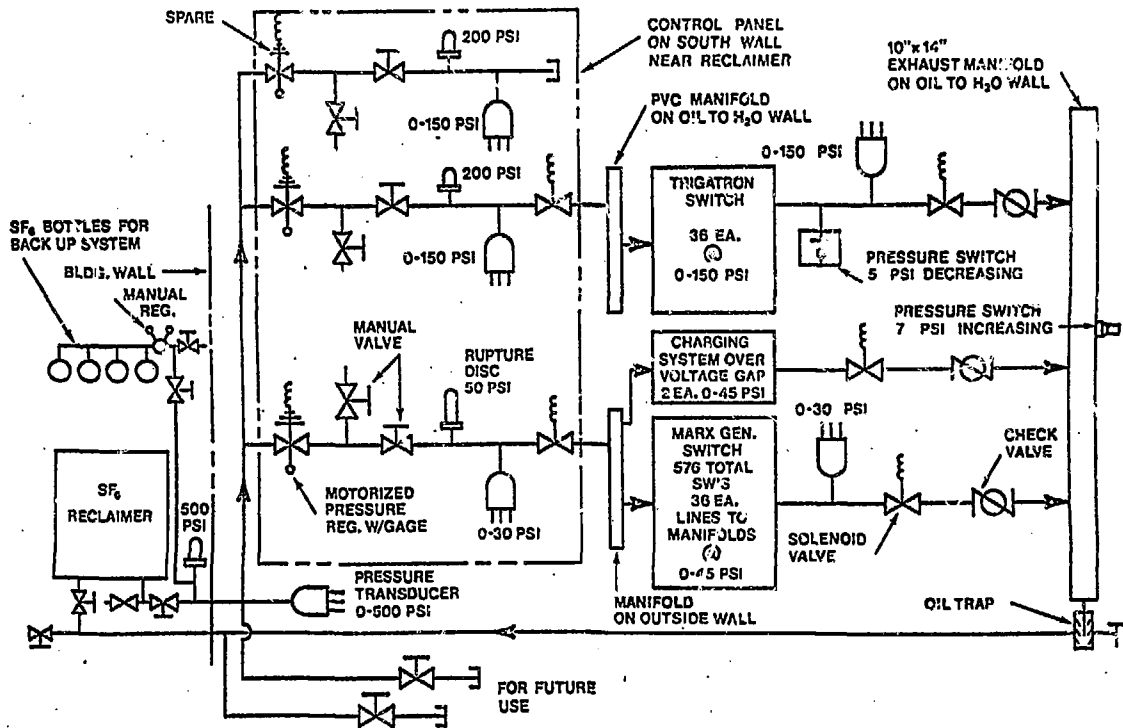 SPARE
200 PSI
CONTROL PANEL
ON SOUTH WALL
NEAR RECLAIMER
10"x 14"
EXHAUST MANIFOLD
ON OIL TO H₂O WALL
PVC MANIFOLD
ON OIL TO H₂O WALL
0-150 PSI
0-150 PSI
200 PSI
TRIGATRON
SWITCH
36 EA.
0-150 PSI
SF₆ BOTTLES FOR
BACK UP SYSTEM
BLDG. WALL
MANUAL
REG.
0-150 PSI
PRESSURE SWITCH
5 PSI DECREASING
PRESSURE SWITCH
7 PSI INCREASING
MANUAL
VALVE
RUPTURE
DISC
50 PSI
CHARGING
SYSTEM OVER
VOLTAGE GAP
2 EA. 0-45 PSI
0-30 PSI
MARX GEN.
SWITCH
576 TOTAL
SW'S
36 EA.
LINES TO
MANIFOLDS
0-45 PSI
CHECK
VALVE
SF₆
RECLAIMER
500
PSI
MOTORIZED
PRESSURE
REG. W/GAGE
0-30 PSI
SOLENOID
VALVE
PRESSURE
TRANSDUCER
0-500 PSI
MANIFOLD
ON OUTSIDE WALL
OIL TRAP
FOR FUTURE
USE